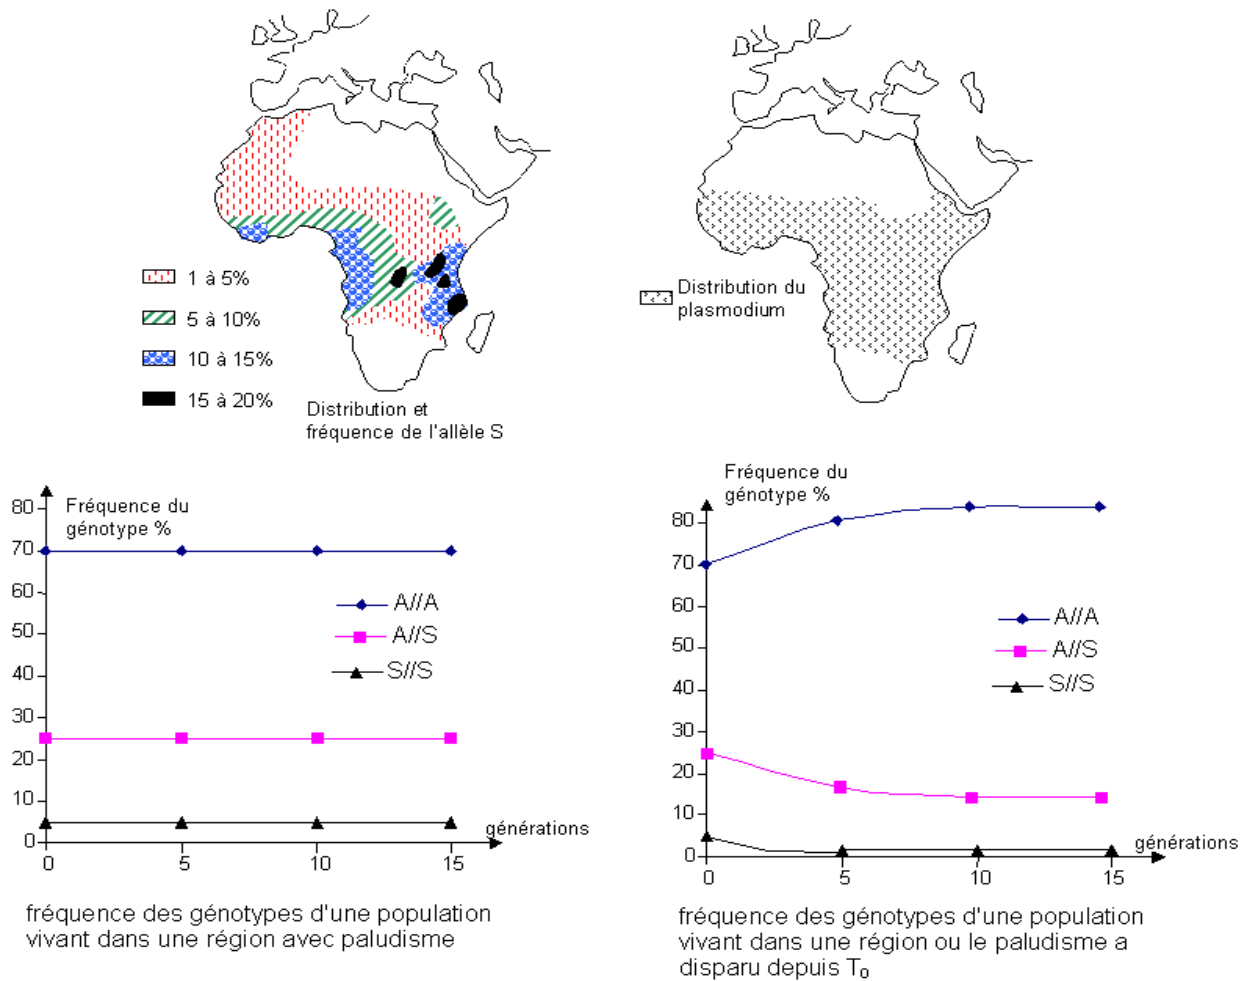 1 à 5%
5 à 10%
10 à 15%
15 à 20%
Distribution et
fréquence de l'allèle S
Distribution du
plasmodium
Fréquence du
génotype %
80
70
60
50
40
30
20
10
0
A//A
A//S
S//S
générations
0 5 10 15
fréquence des génotypes d'une population
vivant dans une région avec paludisme
Fréquence du
génotype %
80
70
60
50
40
30
20
10
0
A//A
A//S
S//S
générations
0 5 10 15
fréquence des génotypes d'une population
vivant dans une région ou le paludisme a
disparu depuis T₀